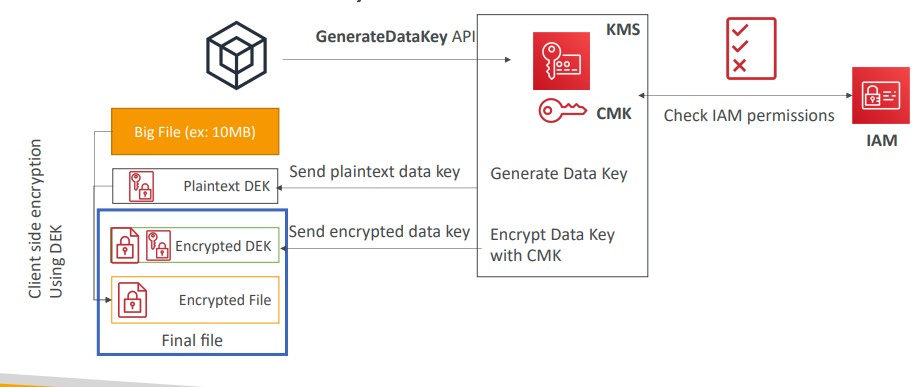 GenerateDataKey API
KMS
CMK
Check IAM permissions
IAM
Big File (ex: 10MB)
Client side encryption
Using DEK
Plaintext DEK
Send plaintext data key
Generate Data Key
Encrypted DEK
Send encrypted data key
Encrypt Data Key
with CMK
Encrypted File
Final file